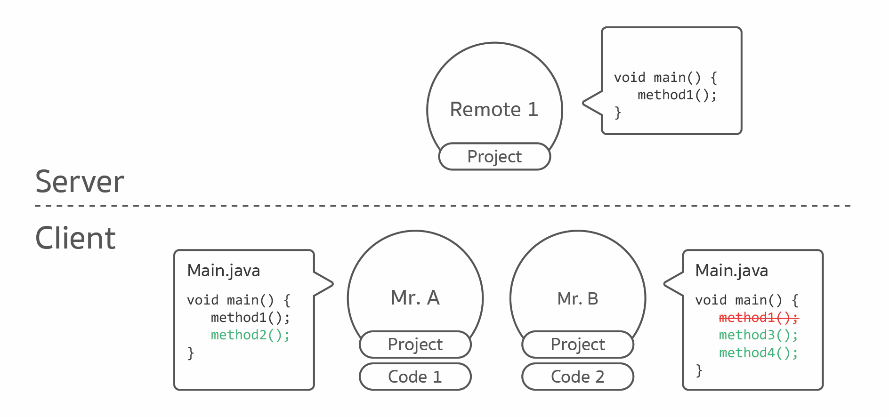 Remote 1
Project
void main() {
method1();
}
Server
Client
Main.java
void main() {
method1();
method2();
}
Mr. A
Project
Code 1
Mr. B
Project
Code 2
Main.java
void main() {
method1();
method3();
method4();
}